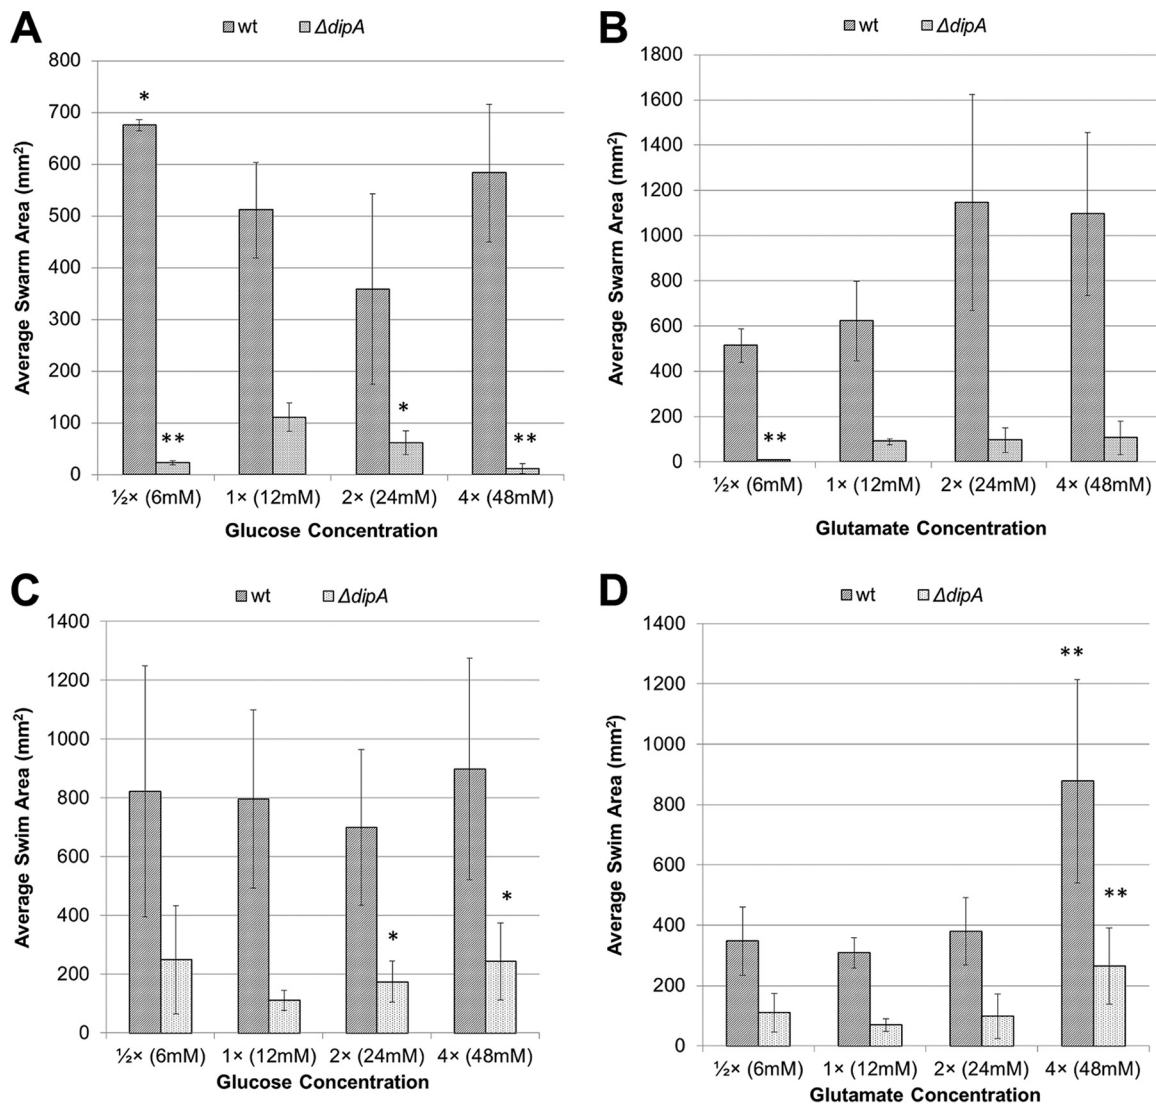 A
wt ΔdipA
800
700
600
500
400
300
200
100
0
Average Swarm Area (mm²)
*
**
*
**
½× (6mM) 1× (12mM) 2× (24mM) 4× (48mM)
Glucose Concentration
B
wt ΔdipA
1800
1600
1400
1200
1000
800
600
400
200
0
Average Swarm Area (mm²)
**
½× (6mM) 1× (12mM) 2× (24mM) 4× (48mM)
Glutamate Concentration
C
wt ΔdipA
1400
1200
1000
800
600
400
200
0
Average Swim Area (mm²)
*
*
½× (6mM) 1× (12mM) 2× (24mM) 4× (48mM)
Glucose Concentration
D
wt ΔdipA
1400
1200
1000
800
600
400
200
0
Average Swim Area (mm²)
**
**
½× (6mM) 1× (12mM) 2× (24mM) 4× (48mM)
Glutamate Concentration